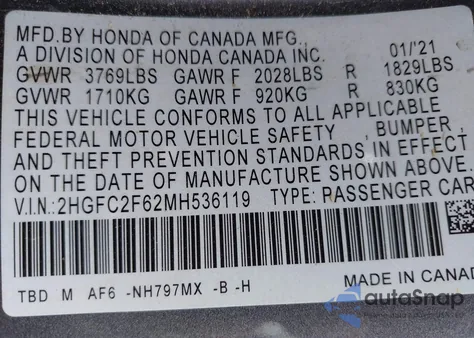 MFD.BY HONDA OF CANADA MFG.,
A DIVISION OF HONDA CANADA INC. 01/'21
GVWR 3769LBS GAWR F 2028LBS R 1829LBS
GVWR 1710KG GAWR F 920KG R 830KG
THIS VEHICLE CONFORMS TO ALL APPLICABLE
FEDERAL MOTOR VEHICLE SAFETY , BUMPER ,
AND THEFT PREVENTION STANDARDS, IN EFFECT
ON THE DATE OF MANUFACTURE SHOWN ABOVE.
V.I.N.:2HGFC2F62MH536119 TYPE: PASSENGER CAR
TBD M AF6 -NH797MX -B -H MADE IN CANAD
autaSnap